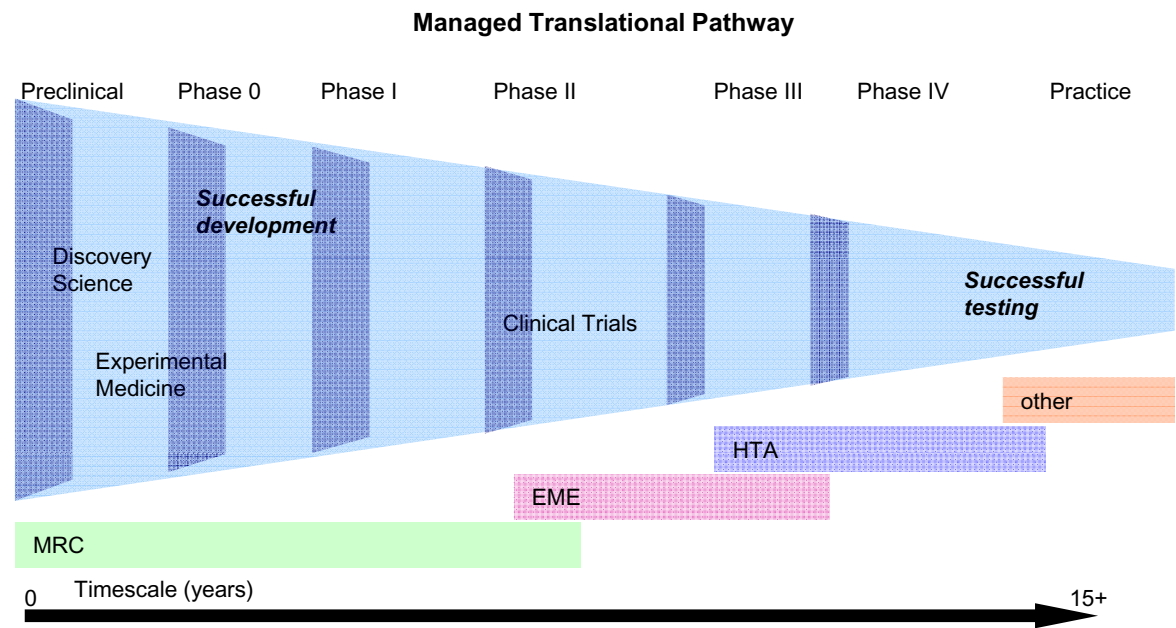 Managed Translational Pathway
Preclinical Phase 0 Phase I Phase II Phase III Phase IV Practice
Successful
development
Discovery
Science
Successful
testing
Clinical Trials
Experimental
Medicine
other
HTA
EME
MRC
Timescale (years)
0 15+